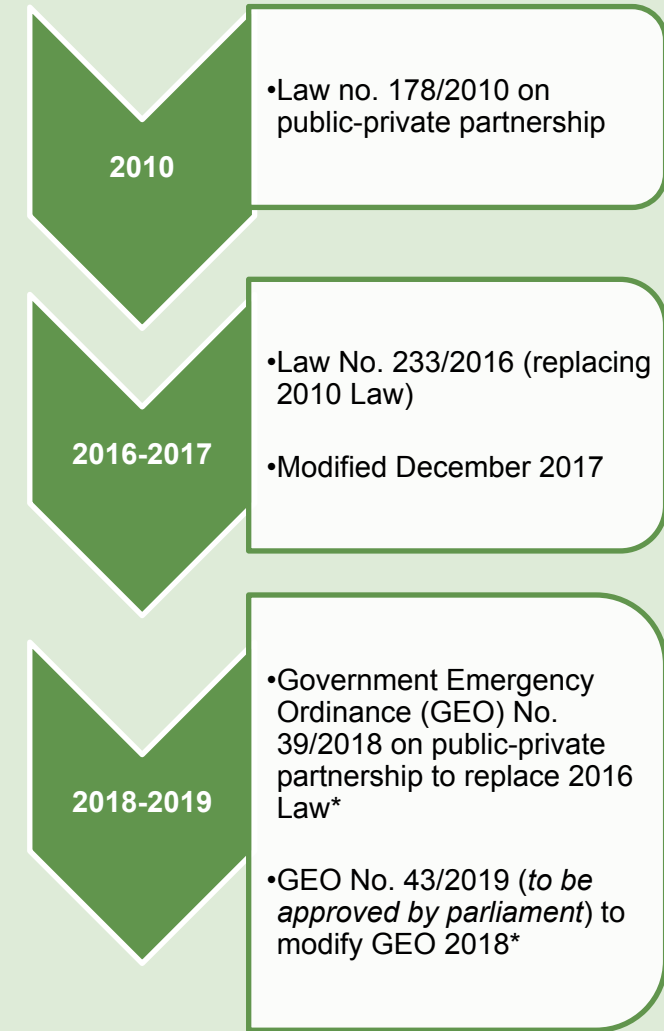 2010
•Law no. 178/2010 on
public-private partnership
2016-2017
•Law No. 233/2016 (replacing
2010 Law)
•Modified December 2017
2018-2019
•Government Emergency
Ordinance (GEO) No.
39/2018 on public-private
partnership to replace 2016
Law*
•GEO No. 43/2019 (to be
approved by parliament) to
modify GEO 2018*